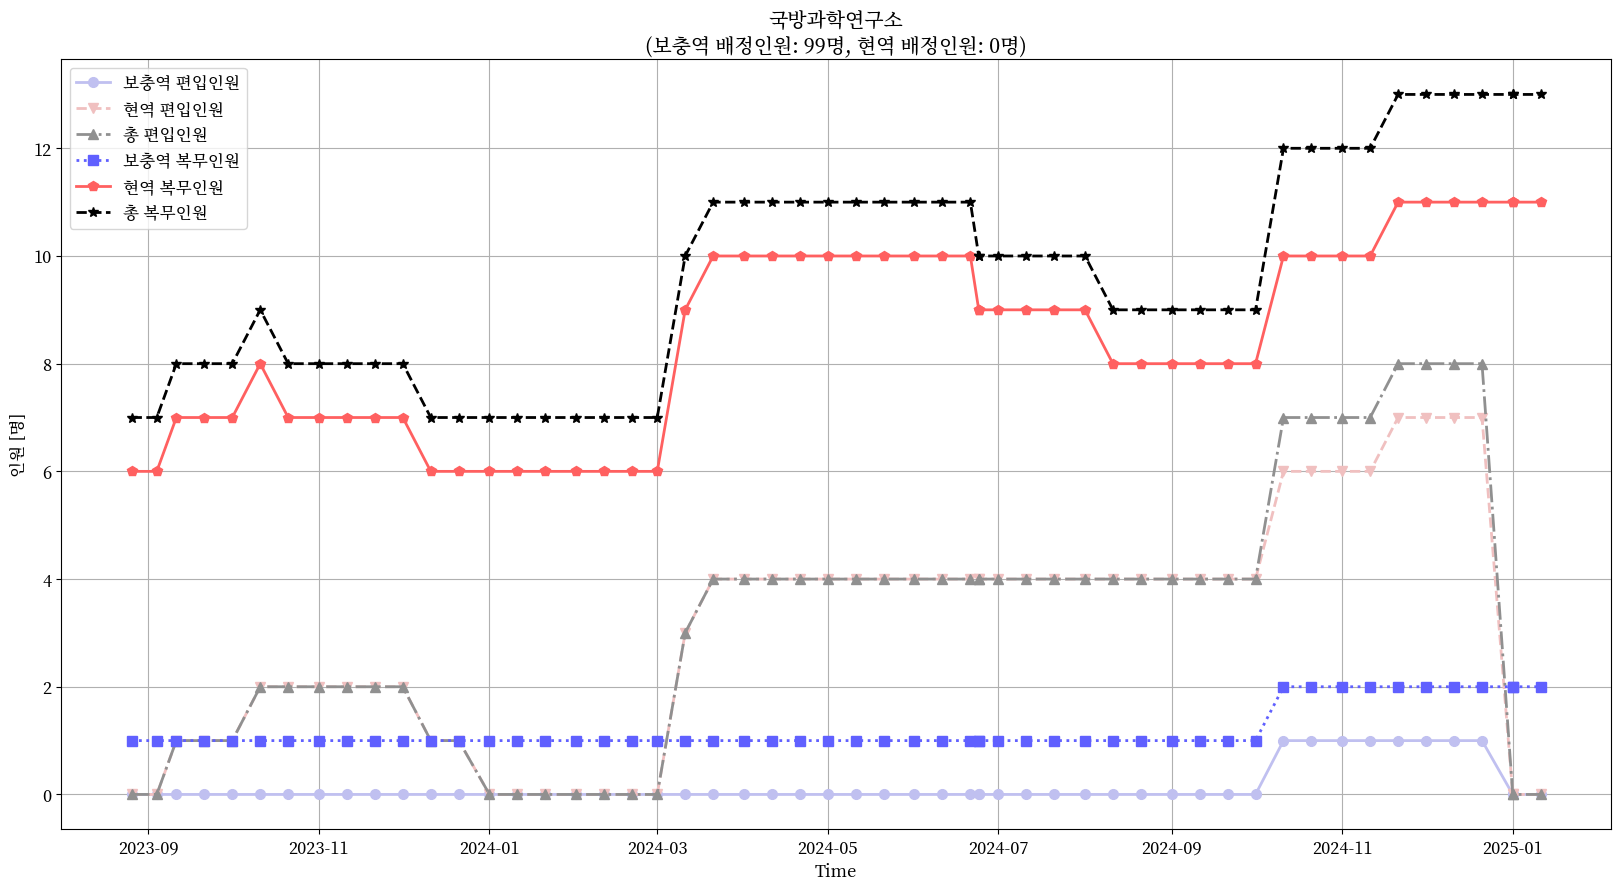 국방과학연구소
(보충역 배정인원: 99명, 현역 배정인원: 0명)
보충역 편입인원
현역 편입인원
총 편입인원
보충역 복무인원
현역 복무인원
총 복무인원
인원 [명]
12
10
8
6
4
2
0
2023-09
2023-11
2024-01
2024-03
2024-05
2024-07
2024-09
2024-11
2025-01
Time